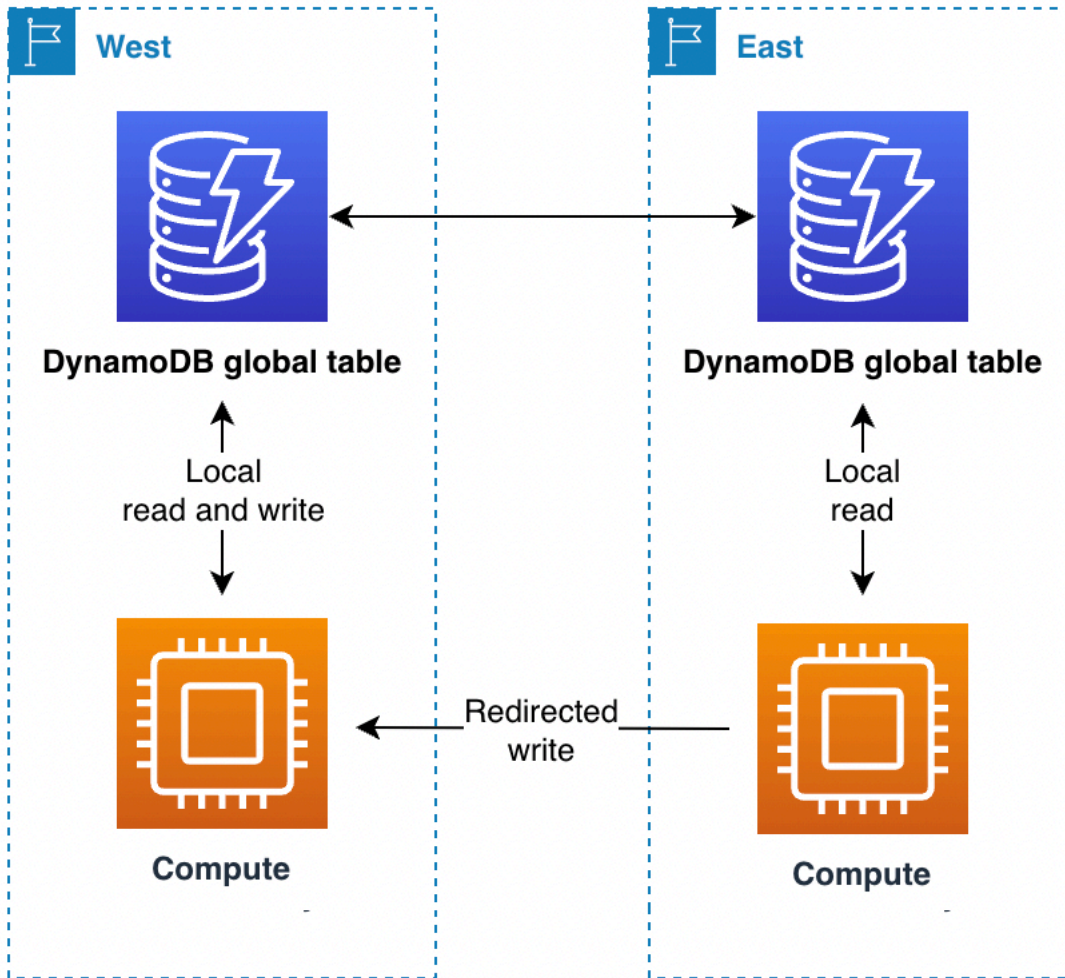 West
East
DynamoDB global table
DynamoDB global table
Local
read and write
Local
read
Redirected
write
Compute
Compute